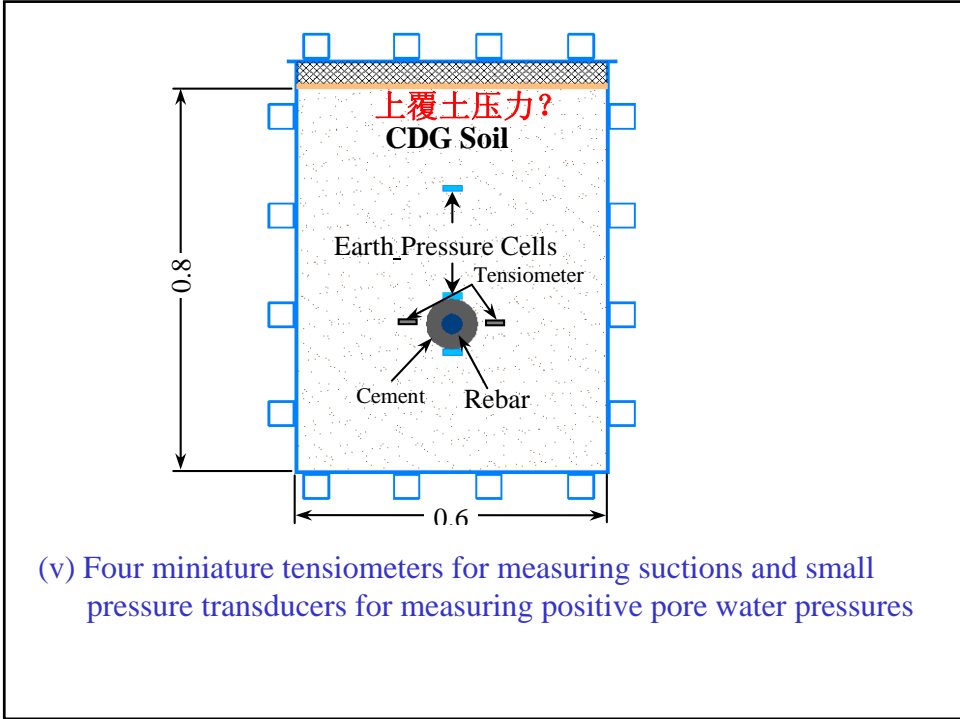 上覆土压力?
CDG Soil
Earth Pressure Cells
Tensiometer
0.8
Cement
Rebar
0.6
(v) Four miniature tensiometers for measuring suctions and small
pressure transducers for measuring positive pore water pressures